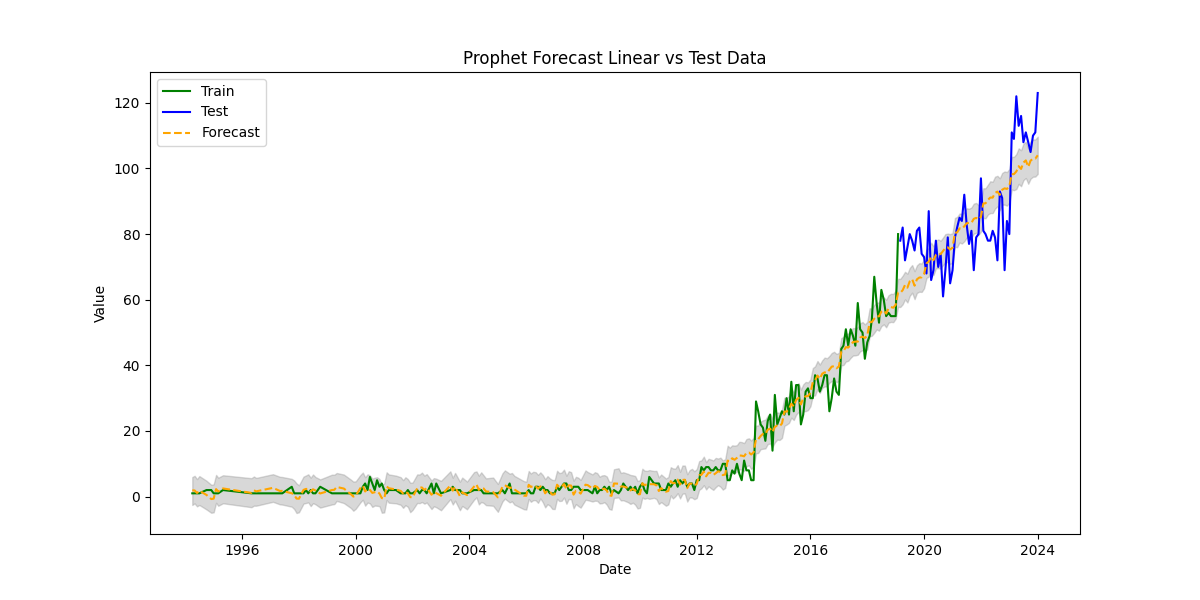 Prophet Forecast Linear vs Test Data
Train
Test
Forecast
120
100
80
60
40
20
0
Value
1996 2000 2004 2008 2012 2016 2020 2024
Date